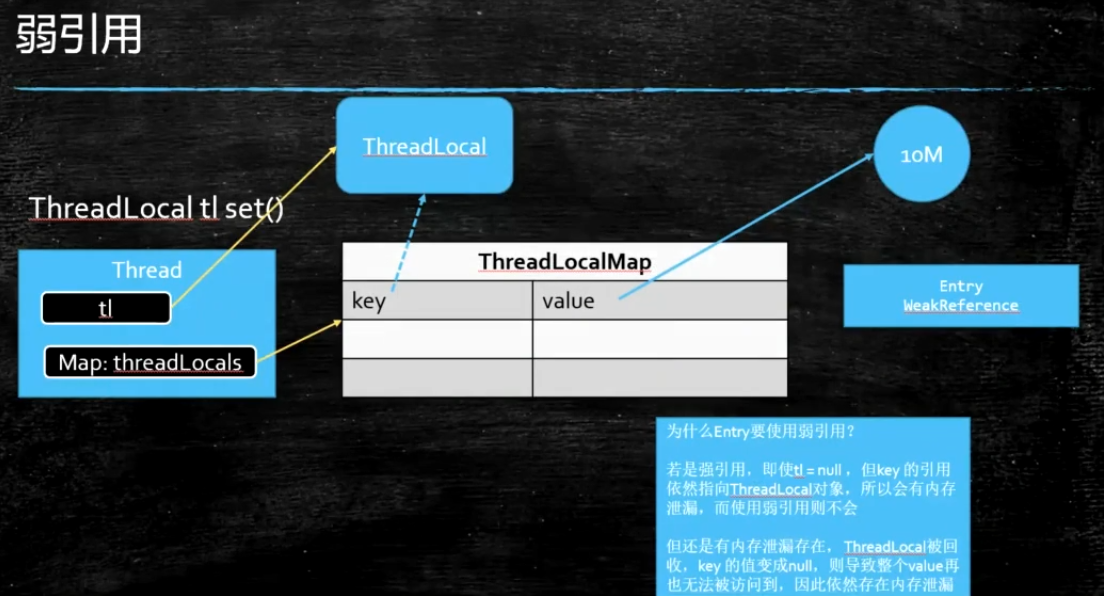 弱引用
ThreadLocal
10M
ThreadLocal tl set()
Thread
tl
Map: threadLocals
ThreadLocalMap
key
value
Entry
WeakReference
为什么Entry要使用弱引用？
若是强引用，即使tl = null ，但key 的引用
依然指向ThreadLocal对象，所以会有内存
泄漏，而使用弱引用则不会
但还是有内存泄漏存在， ThreadLocal被回
收，key 的值变成null，则导致整个value再
也无法被访问到，因此依然存在内存泄漏